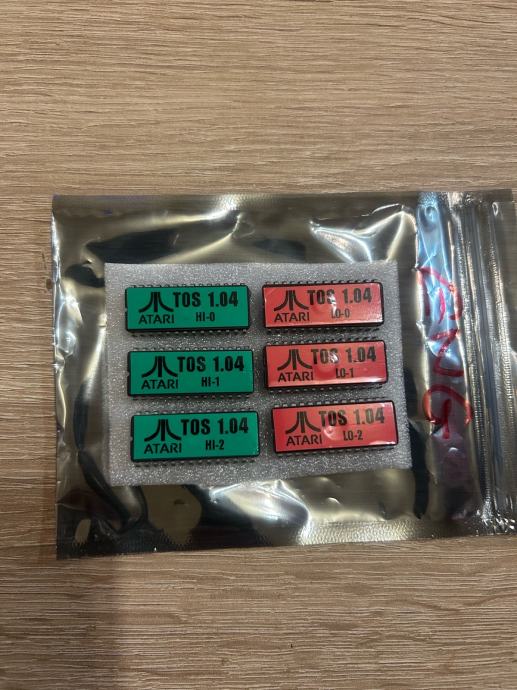 TOS 1.04
ATARI HI-0
TOS 1.04
ATARI LO-0
TOS 1.04
ATARI HI-1
TOS 1.04
ATARI LO-1
TOS 1.04
ATARI HI-2
TOS 1.04
ATARI LO-2
ENG